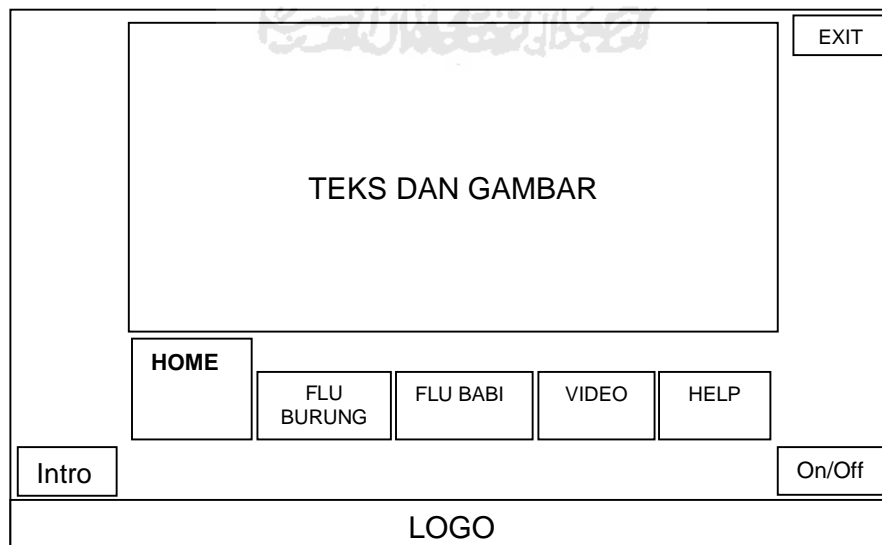 EXIT
TEKS DAN GAMBAR
HOME
FLU
BURUNG
FLU BABI
VIDEO
HELP
Intro
On/Off
LOGO